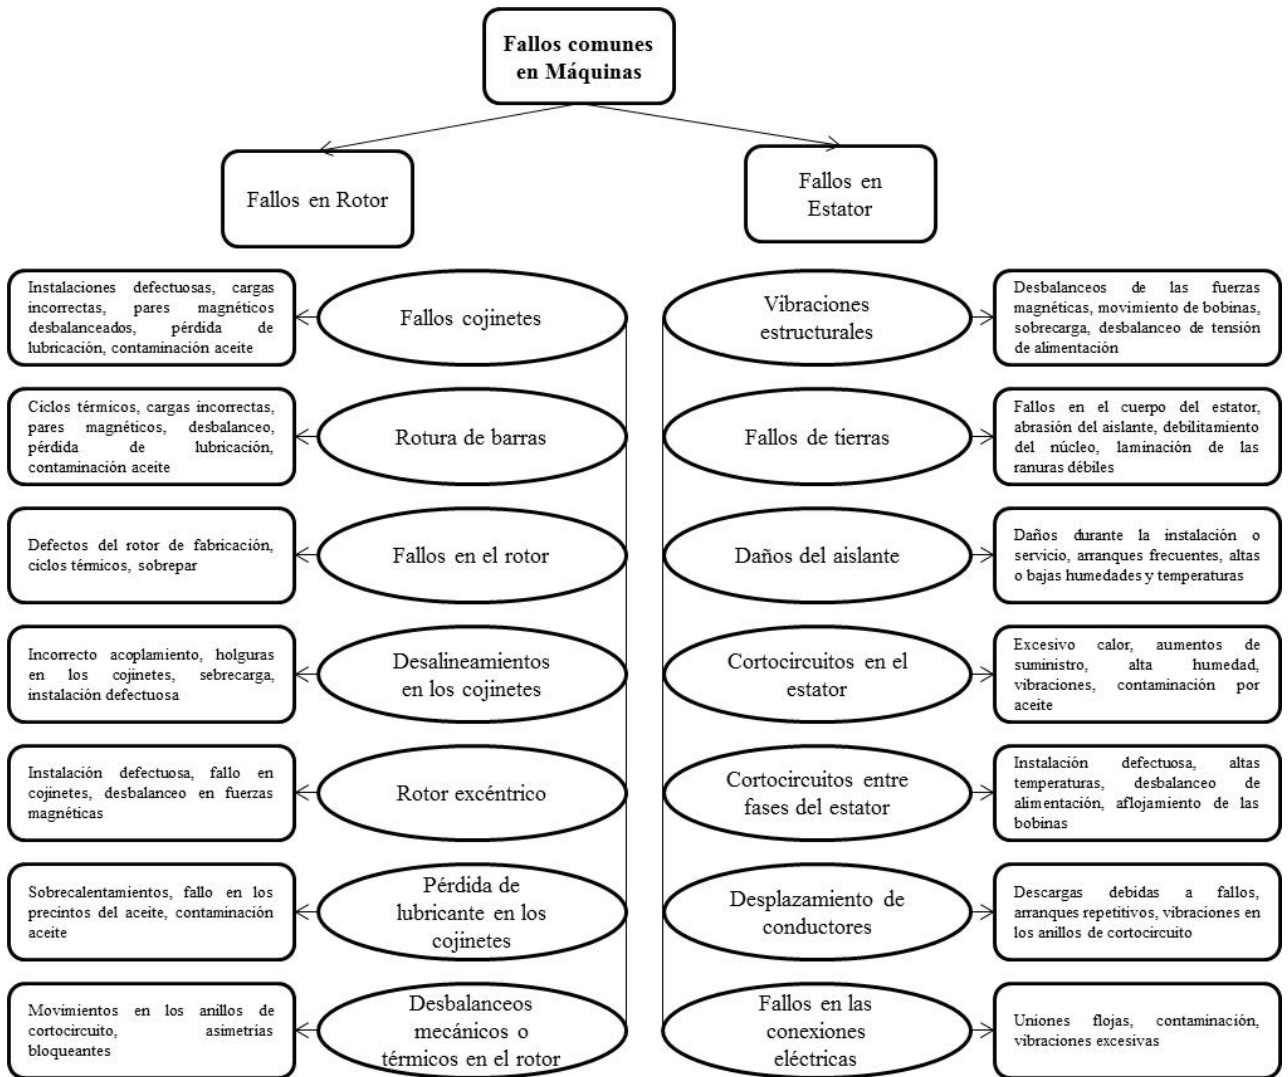 Fallos comunes
en Máquinas
Fallos en Rotor
Fallos en
Estator
Instalaciones defectuosas, cargas
incorrectas, pares magnéticos
desbalanceados, pérdida de
lubricación, contaminación aceite
Fallos cojinetes
Vibraciones
estructurales
Desbalanceos de las fuerzas
magnéticas, movimiento de bobinas,
sobrecarga, desbalanceo de tensión
de alimentación
Ciclos térmicos, cargas incorrectas,
pares magnéticos, desbalanceo,
pérdida de lubricación,
contaminación aceite
Rotura de barras
Fallos de tierras
Fallos en el cuerpo del estator,
abrasión del aislante, debilitamiento
del núcleo, laminación de las
ranuras débiles
Defectos del rotor de fabricación,
ciclos térmicos, sobrepar
Fallos en el rotor
Daños del aislante
Daños durante la instalación o
servicio, arranques frecuentes, altas
o bajas humedades y temperaturas
Incorrecto acoplamiento, holguras
en los cojinetes, sebrecarga,
instalación defectuosa
Desalineamientos
en los cojinetes
Cortocircuitos en el
estator
Excesivo calor, aumentos de
suministro, alta humedad,
vibraciones, contaminación por
aceite
Instalación defectuosa, fallo en
cojinetes, desbalanceo en fuerzas
magnéticas
Rotor excéntrico
Cortocircuitos entre
fases del estator
Instalación defectuosa, altas
temperaturas, desbalanceo de
alimentación, aflojamiento de las
bobinas
Sobrecalentamientos, fallo en los
precintos del aceite, contaminación
aceite
Pérdida de
lubricante en los
cojinetes
Desplazamiento de
conductores
Descargas debidas a fallos,
arranques repetitivos, vibraciones en
los anillos de cortocircuito
Movimientos en los anillos de
cortocircuito, asimetrias
bloqueantes
Desbalanceos
mecánicos o
térmicos en el rotor
Fallos en las
conexiones
eléctricas
Uniones flojas, contaminación,
vibraciones excesivas